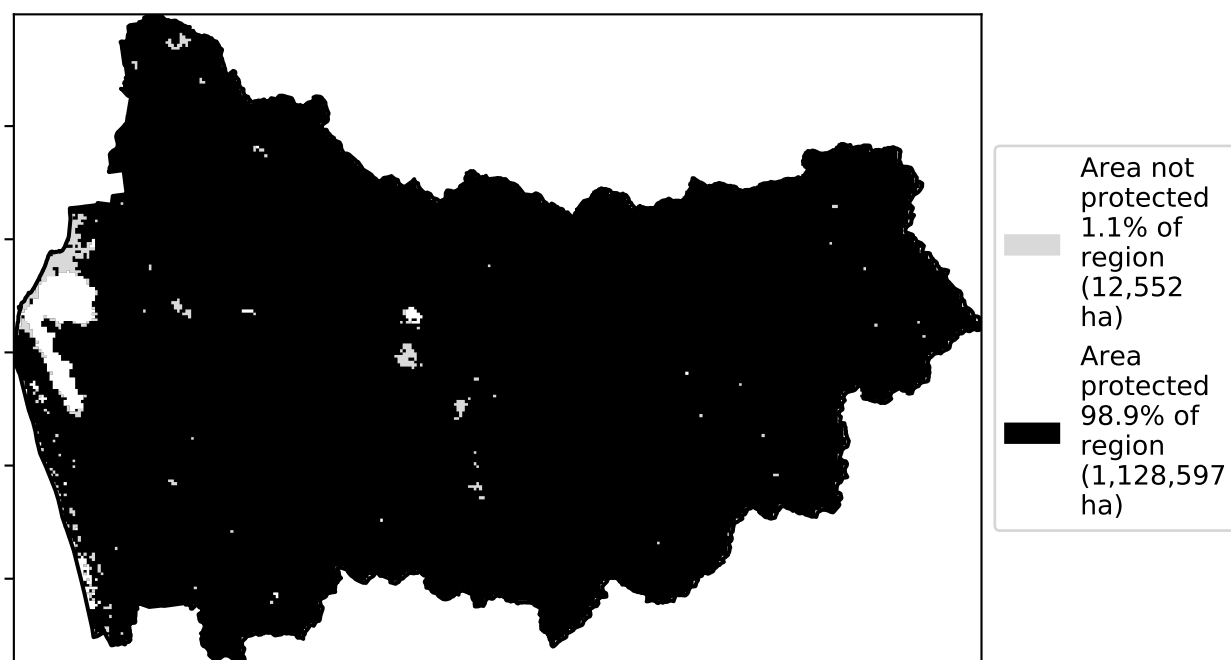 Area not
protected
1.1% of
region
(12,552
ha)
Area
protected
98.9% of
region
(1,128,597
ha)